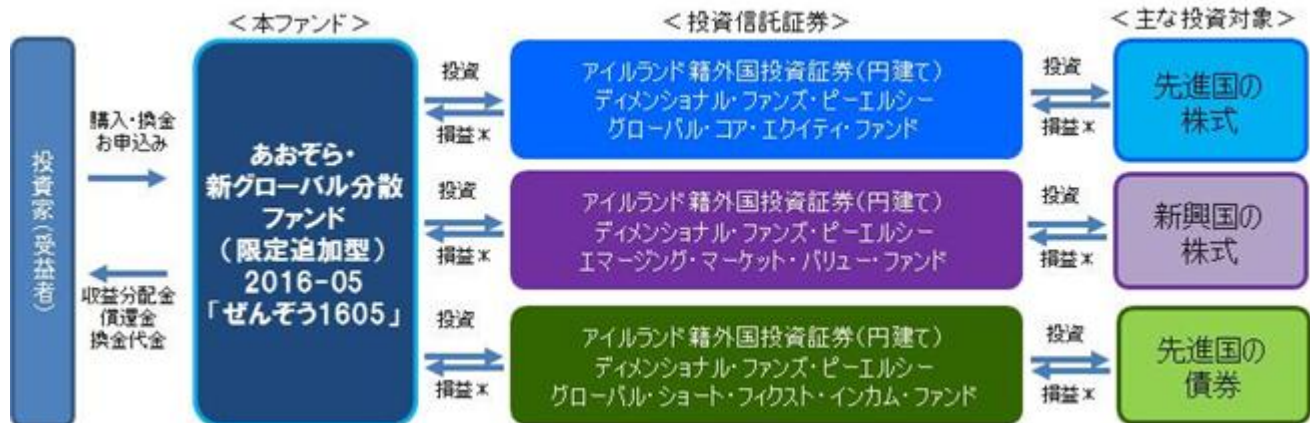 ＜本ファンド＞
＜投資信託証券＞
＜主な投資対象＞
投資家（受益者）
購入・換金
お申込み
収益分配金
償還金
換金代金
あおぞら・
新グローバル分散
ファンド
（限定追加型）
2016-05
「ぜんぞう1605」
投資
損益＊
アイルランド籍外国投資証券（円建て）
ディメンショナル・ファンズ・ピーエルシー
グローバル・コア・エクイティ・ファンド
投資
損益＊
先進国の
株式
投資
損益＊
アイルランド籍外国投資証券（円建て）
ディメンショナル・ファンズ・ピーエルシー
エマージング・マーケット・バリュー・ファンド
投資
損益＊
新興国の
株式
投資
損益＊
アイルランド籍外国投資証券（円建て）
ディメンショナル・ファンズ・ピーエルシー
グローバル・ショート・フィクスト・インカム・ファンド
投資
損益＊
先進国の
債券